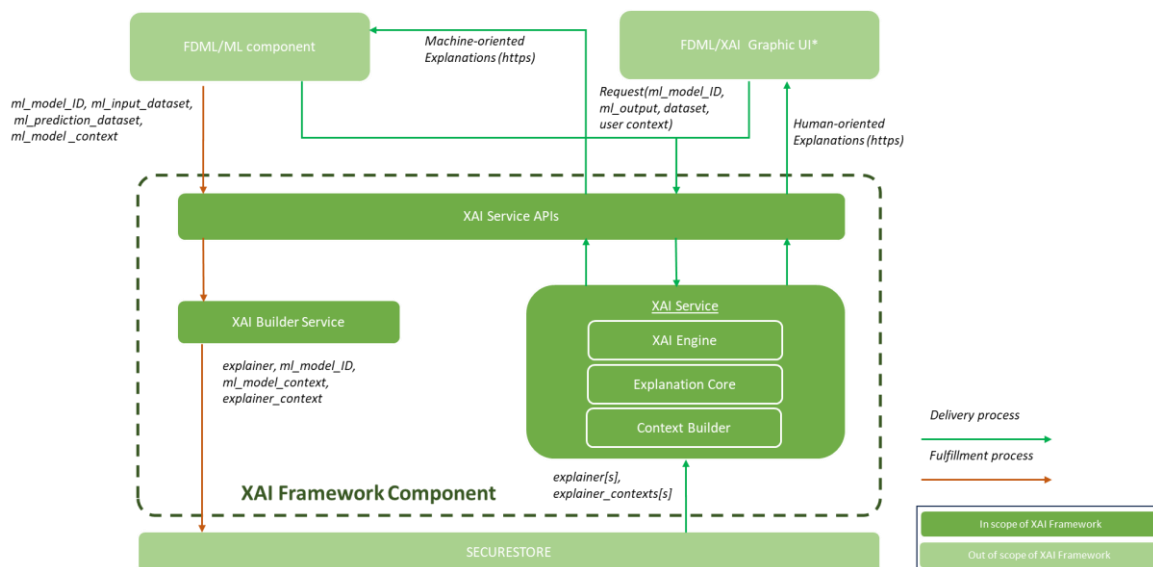 FDML/ML component
Machine-oriented
Explanations (https)
FDML/XAI Graphic UI*
ml_model_ID, ml_input_dataset,
ml_prediction_dataset,
ml_model _context
Request(ml_model_ID,
ml_output, dataset,
user context)
Human-oriented
Explanations (https)
XAI Service APIs
XAI Builder Service
XAI Service
XAI Engine
Explanation Core
Context Builder
explainer, ml_model_ID,
ml_model_context,
explainer_context
explainer[s],
explainer_contexts[s]
XAI Framework Component
SECURESTORE
Delivery process
Fulfillment process
In scope of XAI Framework
Out of scope of XAI Framework